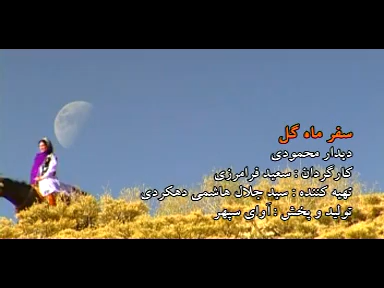 سفر ماه گل
دیدار محمودی
کارگردان : سعید فرامرزی
تهیه کننده : سید جلال هاشمی دهکردی
تولید و پخش : آوای سپهر